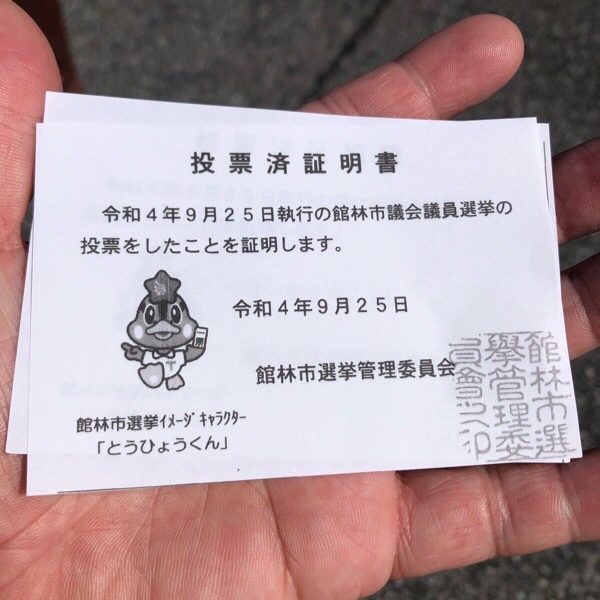 投票済証明書
令和4年9月25日執行の館林市議会議員選挙の
投票をしたことを証明します。
令和4年9月25日
館林市選挙管理委員会
館林市選
擧管理委
員會之印
館林市選挙ｲﾒｰｼﾞｷｬﾗｸﾀｰ
「とうひょうくん」